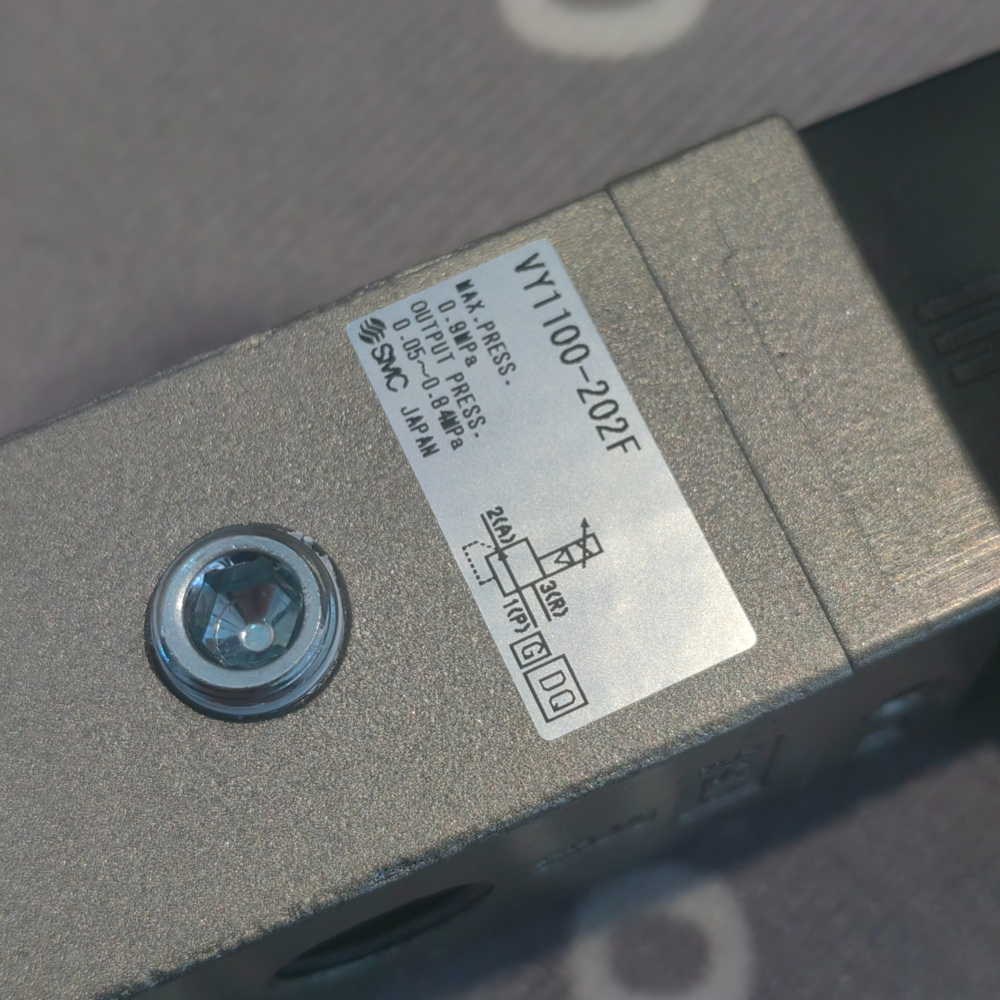 VY1100-202F
MAX.PRESS.
0.9MPa
OUTPUT PRESS.
0.05~0.84MPa
SMC JAPAN
2(A)
3(R)
1(P)
G
DQ